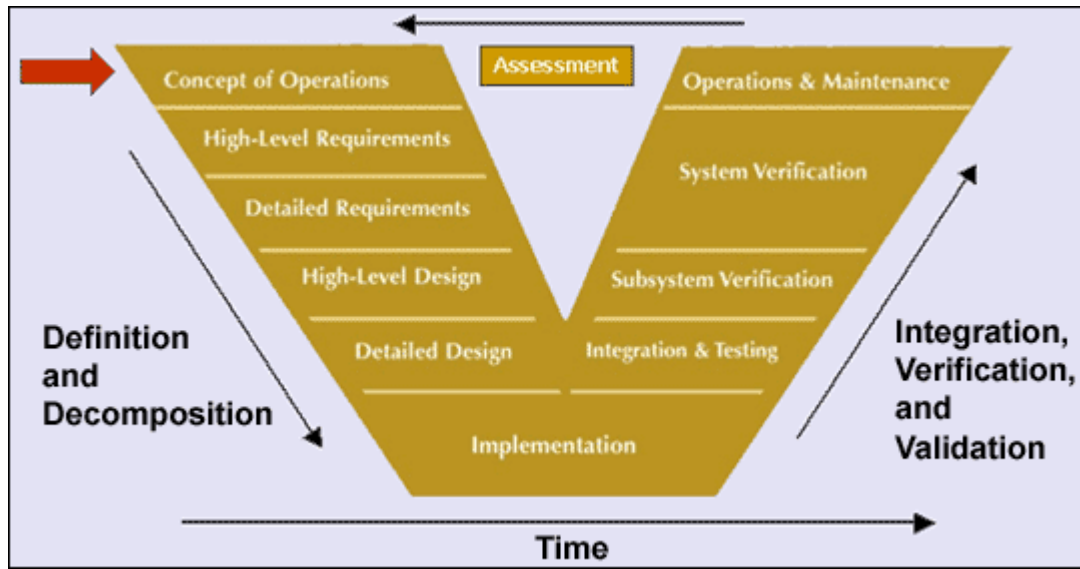 Assessment
Concept of Operations
Operations & Maintenance
High-Level Requirements
System Verification
Detailed Requirements
High-Level Design
Subsystem Verification
Definition
and
Decomposition
Detailed Design
Integration & Testing
Integration,
Verification,
and
Validation
Implementation
Time